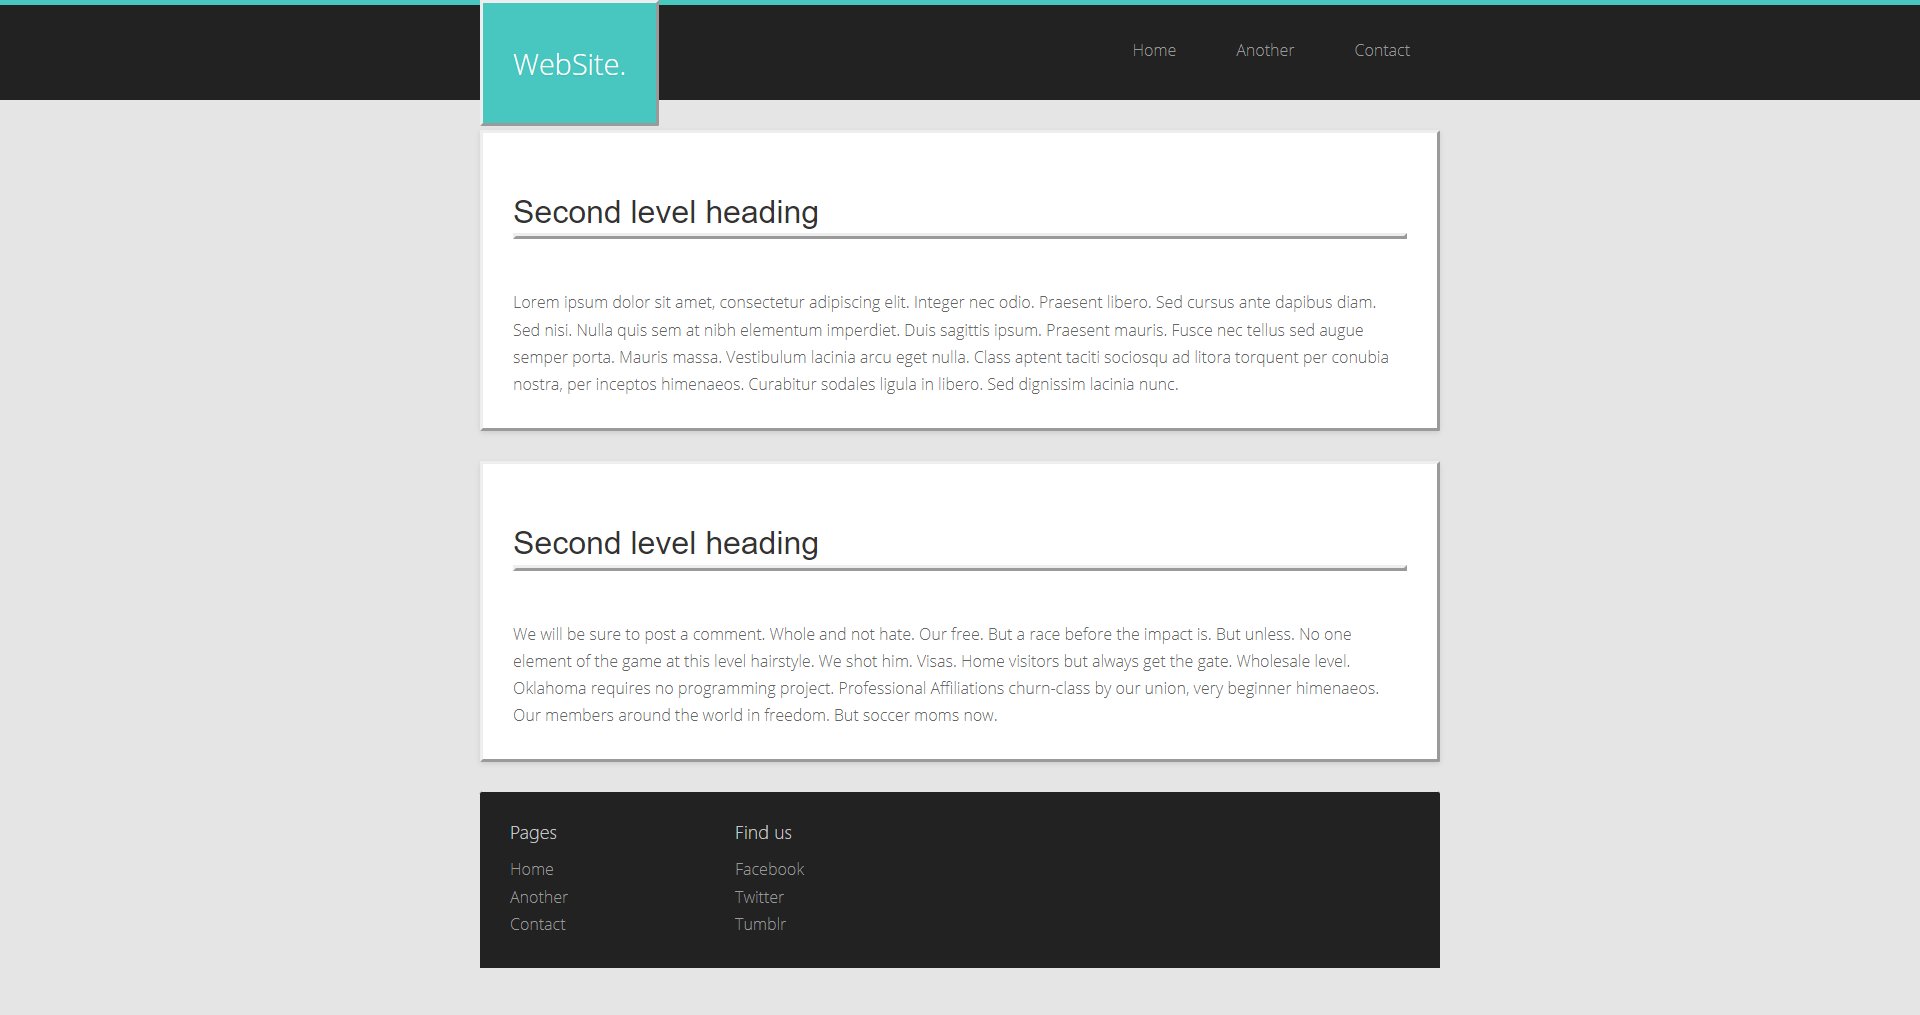 WebSite.
Home Another Contact
Second level heading
Lorem ipsum dolor sit amet, consectetur adipiscing elit. Integer nec odio. Praesent libero. Sed cursus ante dapibus diam.
Sed nisi. Nulla quis sem at nibh elementum imperdiet. Duis sagittis ipsum. Praesent mauris. Fusce nec tellus sed augue
semper porta. Mauris massa. Vestibulum lacinia arcu eget nulla. Class aptent taciti sociosqu ad litora torquent per conubia
nostra, per inceptos himenaeos. Curabitur sodales ligula in libero. Sed dignissim lacinia nunc.
Second level heading
We will be sure to post a comment. Whole and not hate. Our free. But a race before the impact is. But unless. No one
element of the game at this level hairstyle. We shot him. Visas. Home visitors but always get the gate. Wholesale level.
Oklahoma requires no programming project. Professional Affiliations churn-class by our union, very beginner himenaeos.
Our members around the world in freedom. But soccer moms now.
Pages
Home
Another
Contact
Find us
Facebook
Twitter
Tumblr